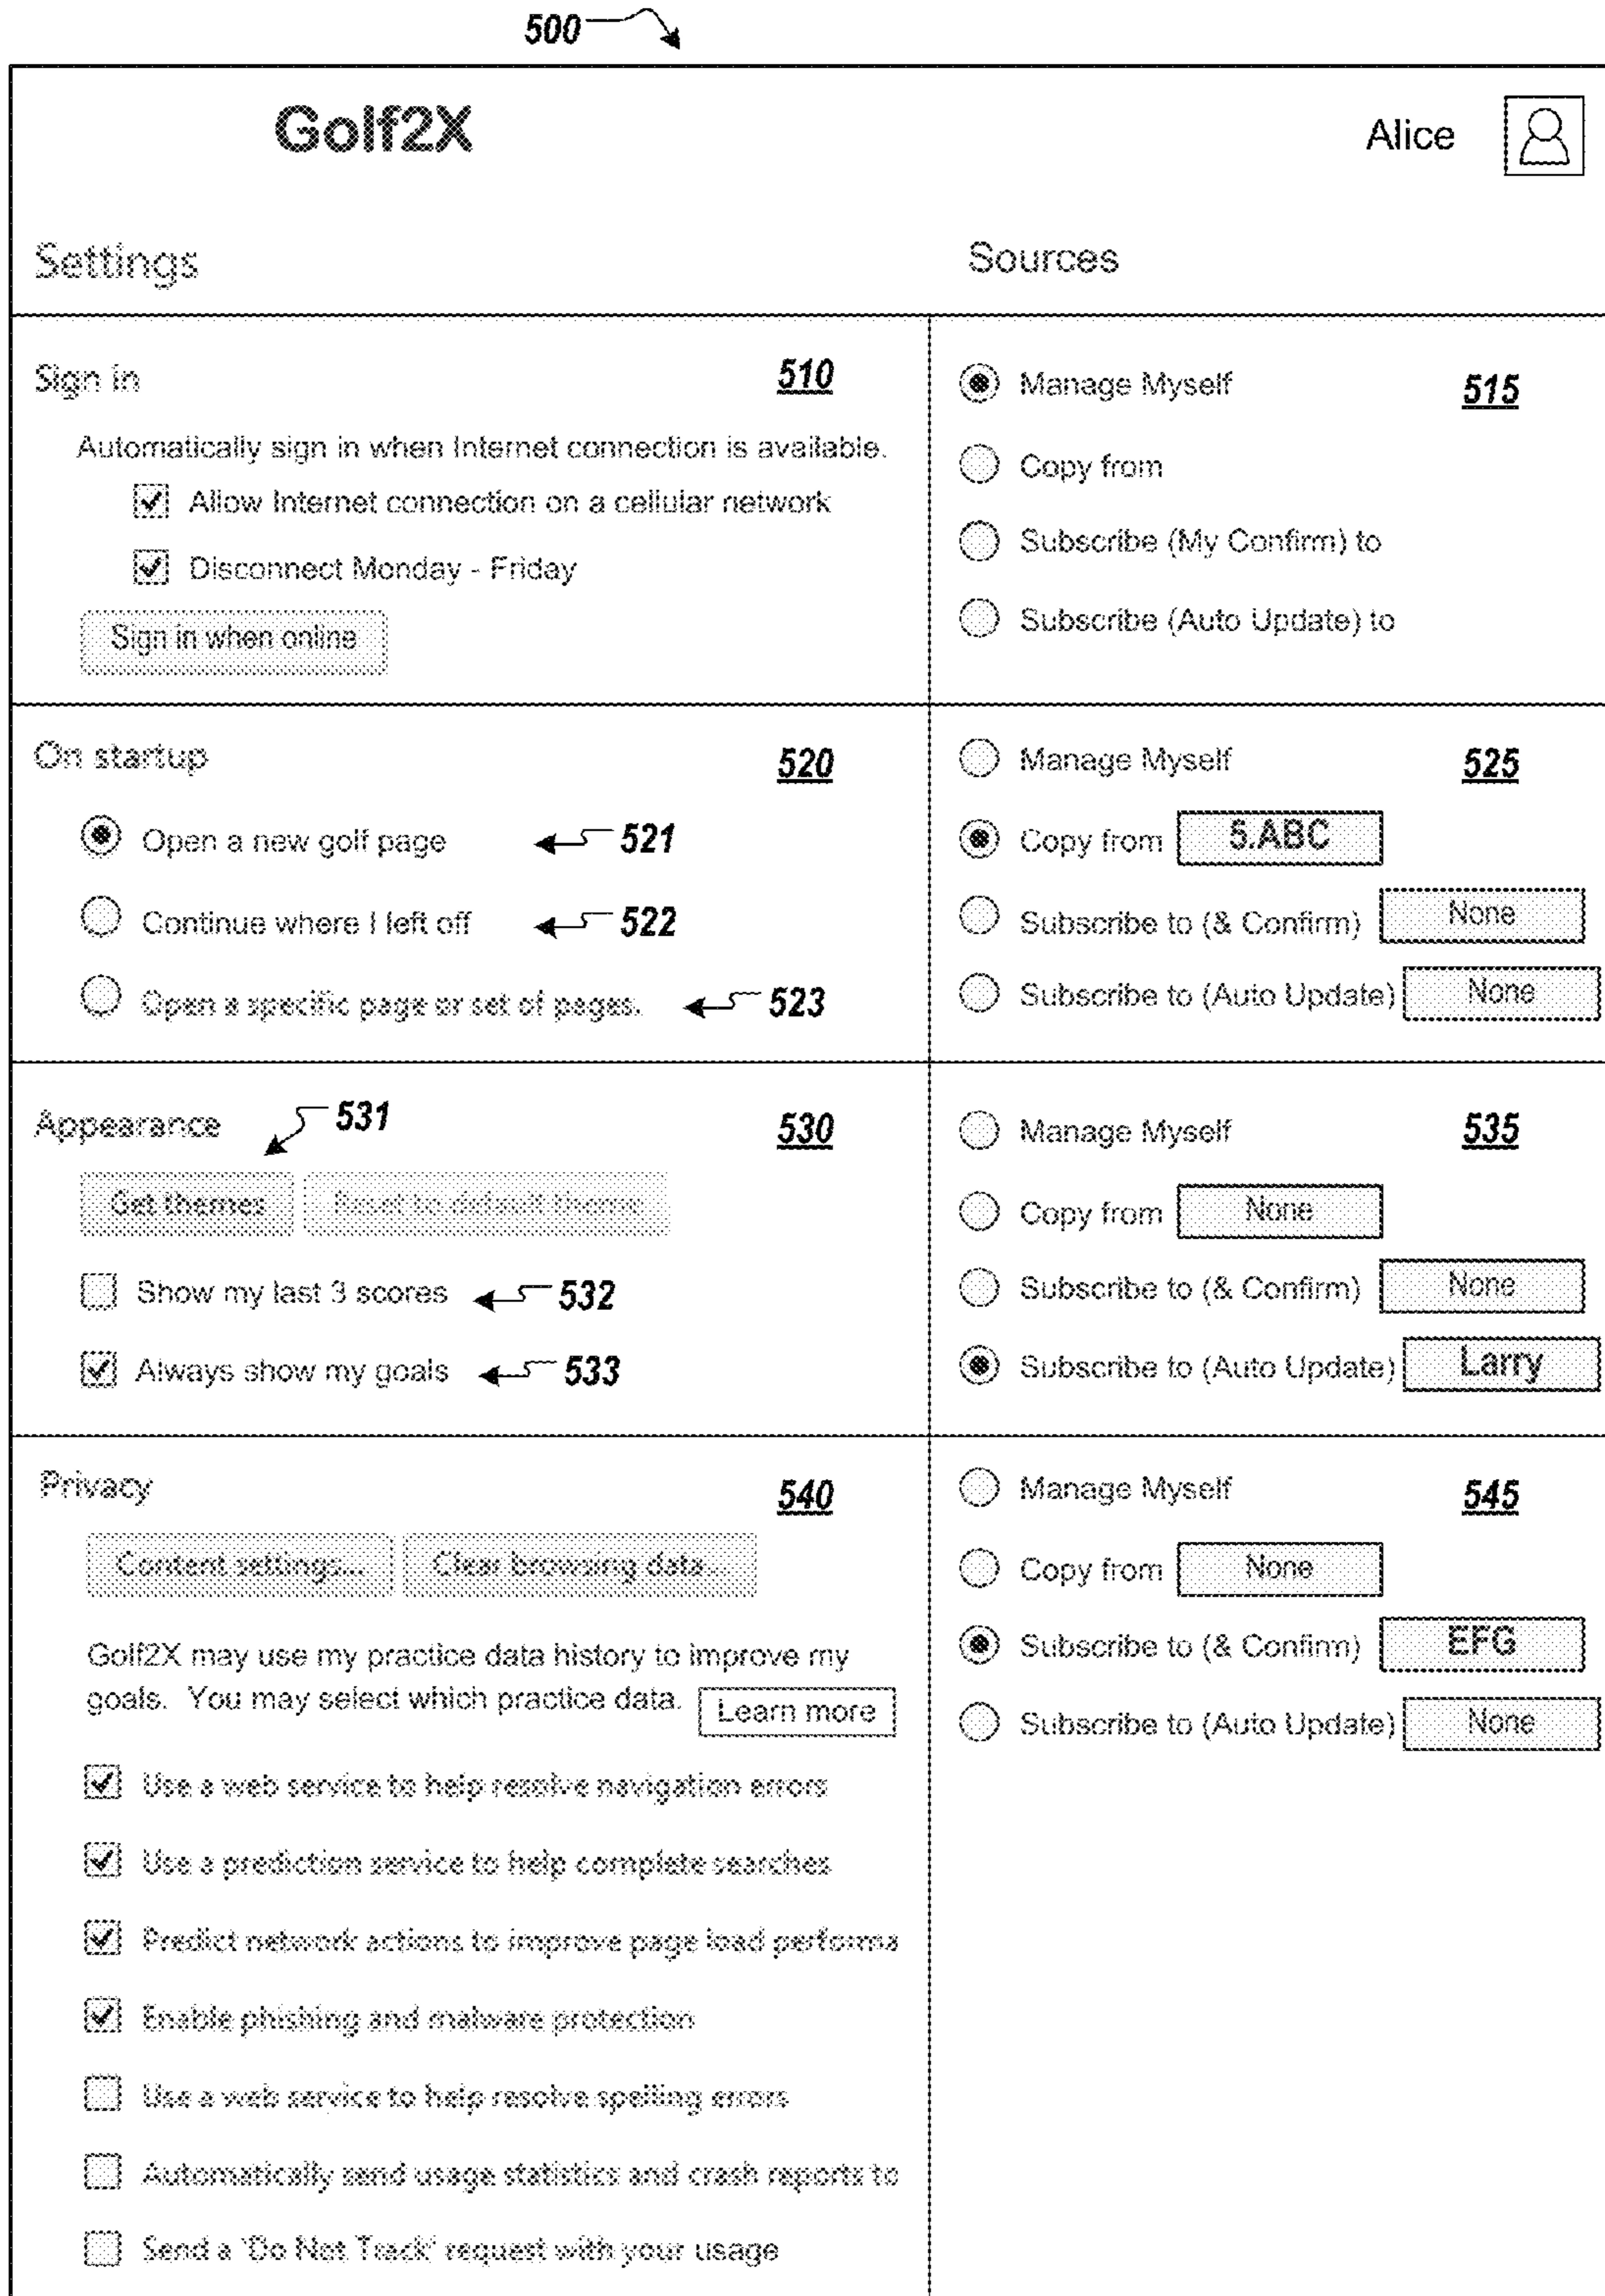 500
Golf2X
Alice
Settings
Sources
Sign in
510
Automatically sign in when Internet connection is available.
Allow Internet connection on a cellular network
Disconnect Monday - Friday
Sign in when online
Manage Myself
515
Copy from
Subscribe (My Confirm) to
Subscribe (Auto Update) to
On startup
520
Open a new golf page
521
Continue where I left off
522
Open a specific page or set of pages.
523
Manage Myself
525
Copy from 5.ABC
Subscribe to (& Confirm) None
Subscribe to (Auto Update) None
Appearance
531
530
Get themes Reset to default theme
Show my last 3 scores
532
Always show my goals
533
Manage Myself
535
Copy from None
Subscribe to (& Confirm) None
Subscribe to (Auto Update) Larry
Privacy
540
Content settings... Clear browsing data...
Golf2X may use my practice data history to improve my
goals. You may select which practice data. Learn more
Use a web service to help resolve navigation errors
Use a prediction service to help complete searches
Predict network actions to improve page load performa
Enable phishing and malware protection
Use a web service to help resolve spelling errors
Automatically send usage statistics and crash reports to
Send a 'Do Not Track' request with your usage
Manage Myself
545
Copy from None
Subscribe to (& Confirm) EFG
Subscribe to (Auto Update) None